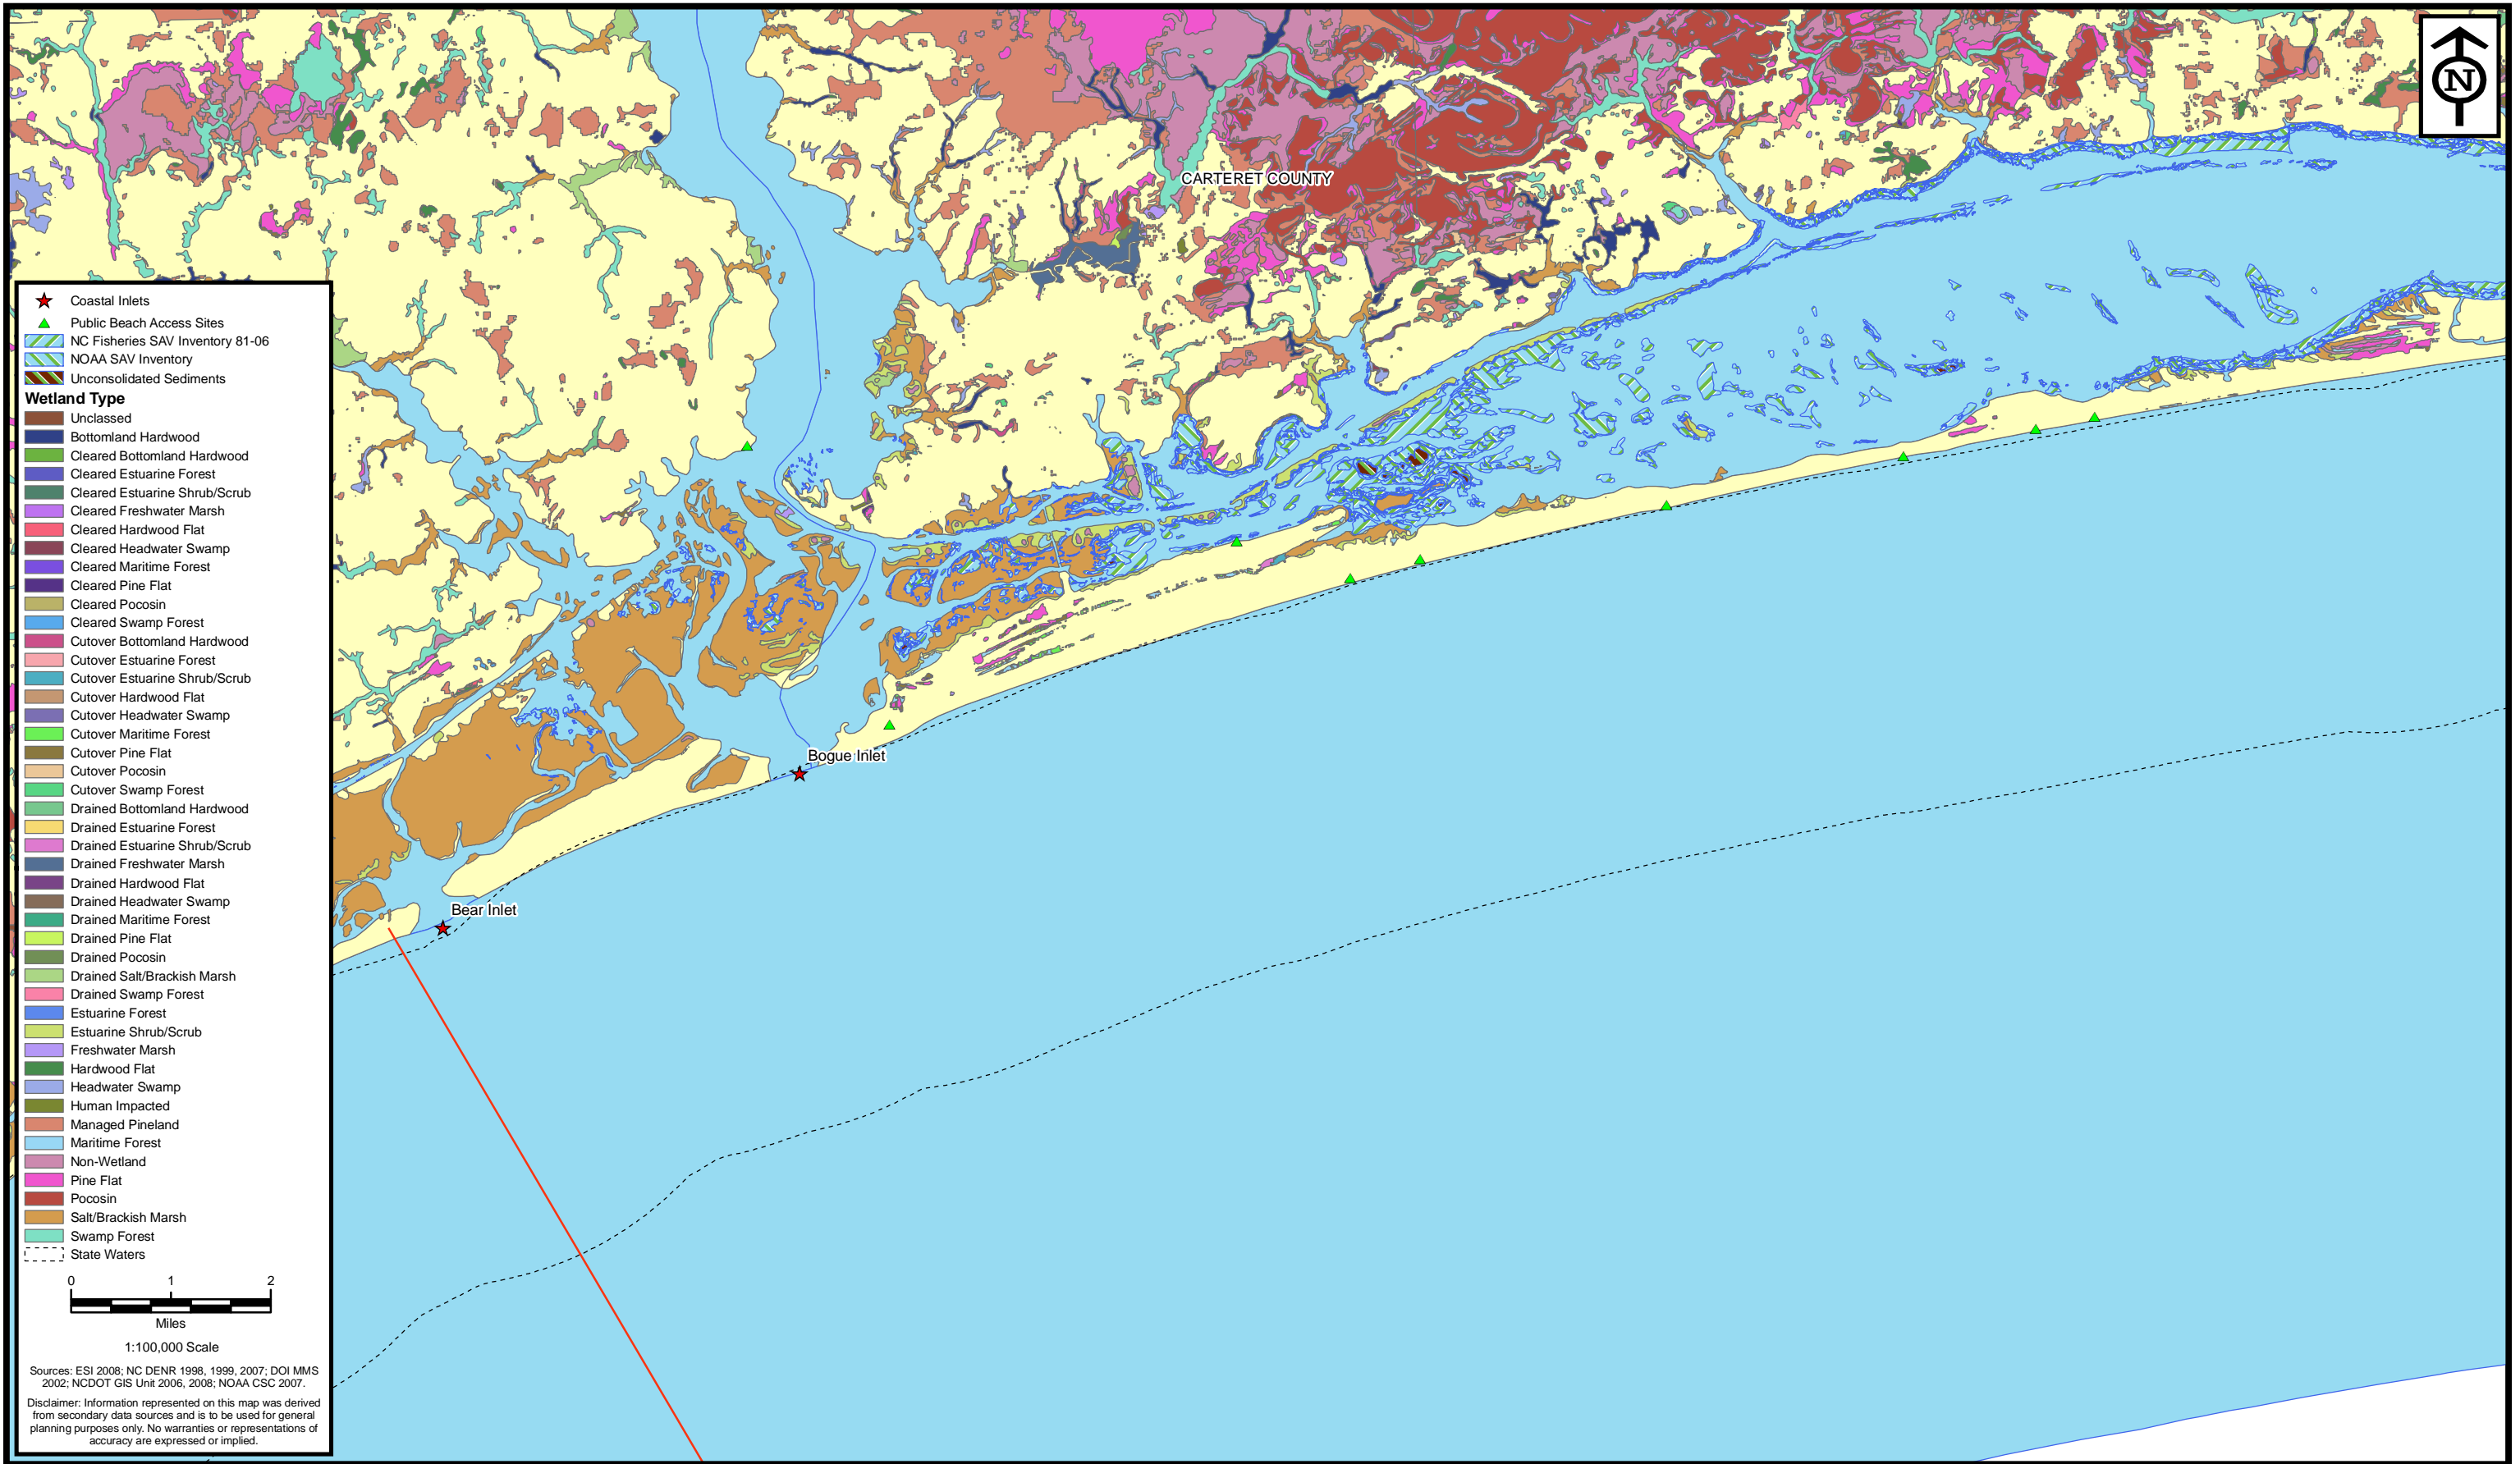 N
CARTERET COUNTY
Bogue Inlet
Bear Inlet
Coastal Inlets
Public Beach Access Sites
NC Fisheries SAV Inventory 81-06
NOAA SAV Inventory
Unconsolidated Sediments
Wetland Type
Unclassed
Bottomland Hardwood
Cleared Bottomland Hardwood
Cleared Estuarine Forest
Cleared Estuarine Shrub/Scrub
Cleared Freshwater Marsh
Cleared Hardwood Flat
Cleared Headwater Swamp
Cleared Maritime Forest
Cleared Pine Flat
Cleared Pocosin
Cleared Swamp Forest
Cutover Bottomland Hardwood
Cutover Estuarine Forest
Cutover Estuarine Shrub/Scrub
Cutover Hardwood Flat
Cutover Headwater Swamp
Cutover Maritime Forest
Cutover Pine Flat
Cutover Pocosin
Cutover Swamp Forest
Drained Bottomland Hardwood
Drained Estuarine Forest
Drained Estuarine Shrub/Scrub
Drained Freshwater Marsh
Drained Hardwood Flat
Drained Headwater Swamp
Drained Maritime Forest
Drained Pine Flat
Drained Pocosin
Drained Salt/Brackish Marsh
Drained Swamp Forest
Estuarine Forest
Estuarine Shrub/Scrub
Freshwater Marsh
Hardwood Flat
Headwater Swamp
Human Impacted
Managed Pineland
Maritime Forest
Non-Wetland
Pine Flat
Pocosin
Salt/Brackish Marsh
Swamp Forest
State Waters
0 1 2
Miles
1:100,000 Scale
Sources: ESI 2008; NC DENR 1998, 1999, 2007; DOI MMS
2002; NCDOT GIS Unit 2006, 2008; NOAA CSC 2007.
Disclaimer: Information represented on this map was derived
from secondary data sources and is to be used for general
planning purposes only. No warranties or representations of
accuracy are expressed or implied.